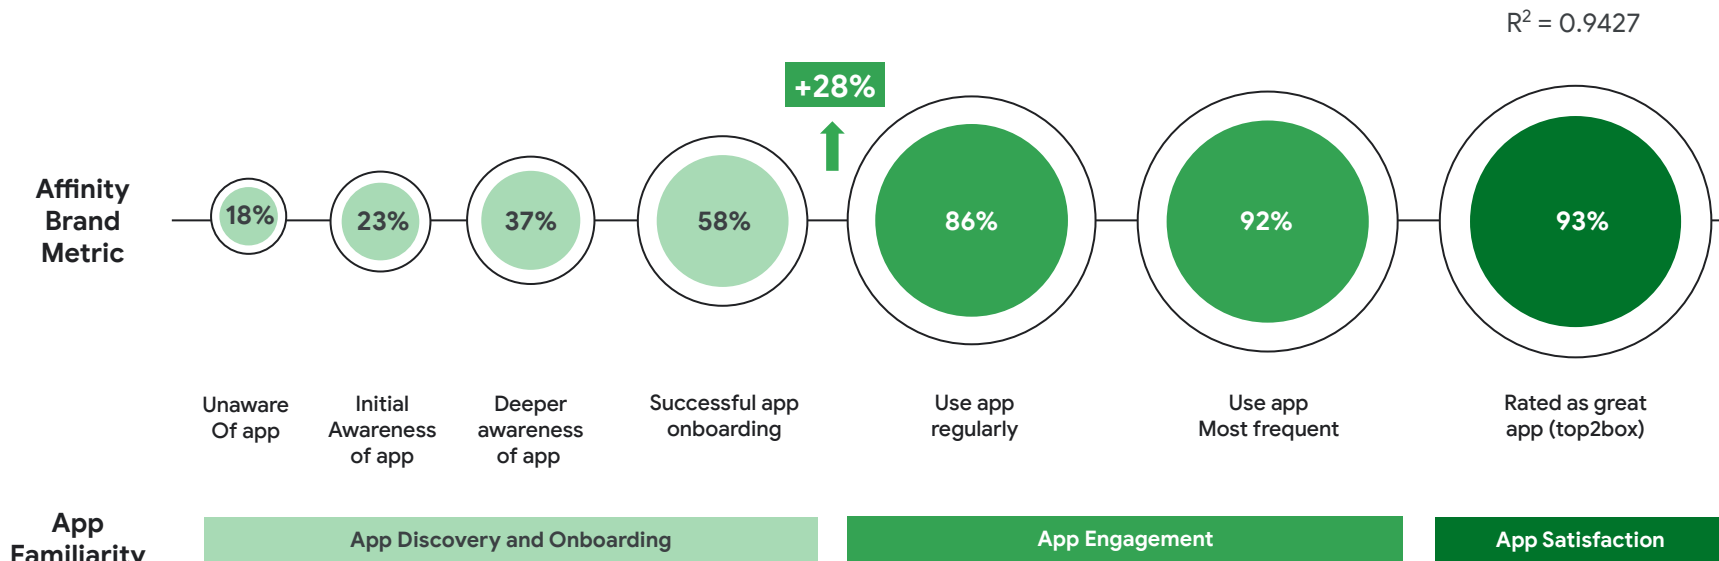 R² = 0.9427
+28%
Affinity
Brand
Metric
18%
23%
37%
58%
86%
92%
93%
Unaware
Of app
Initial
Awareness
of app
Deeper
awareness
of app
Successful app
onboarding
Use app
regularly
Use app
Most frequent
Rated as great
app (top2box)
App
Familiarity
App Discovery and Onboarding
App Engagement
App Satisfaction